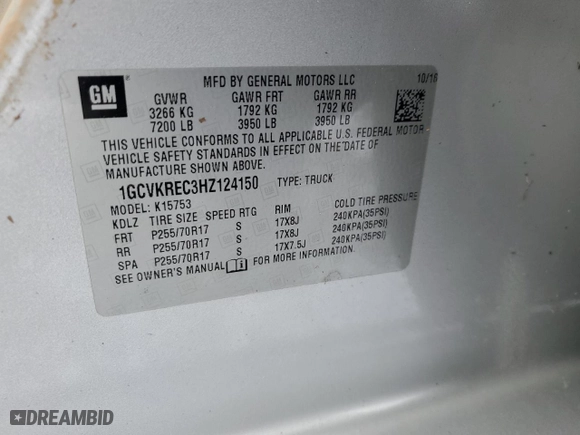 GM
MFD BY GENERAL MOTORS LLC
10/16
GVWR GAWR FRT GAWR RR
3266 KG 1792 KG 1792 KG
7200 LB 3950 LB 3950 LB
THIS VEHICLE CONFORMS TO ALL APPLICABLE U.S. FEDERAL MOTOR
VEHICLE SAFETY STANDARDS IN EFFECT ON THE DATE OF
MANUFACTURE SHOWN ABOVE.
1GCVKREC3HZ124150 TYPE: TRUCK
MODEL: K15753
KDLZ TIRE SIZE SPEED RTG RIM COLD TIRE PRESSURE
FRT P255/70R17 S 17X8J 240KPA(35PSI)
RR P255/70R17 S 17X8J 240KPA(35PSI)
SPA P255/70R17 S 17X7.5J 240KPA(35PSI)
SEE OWNER'S MANUAL FOR MORE INFORMATION.
DREAMBID